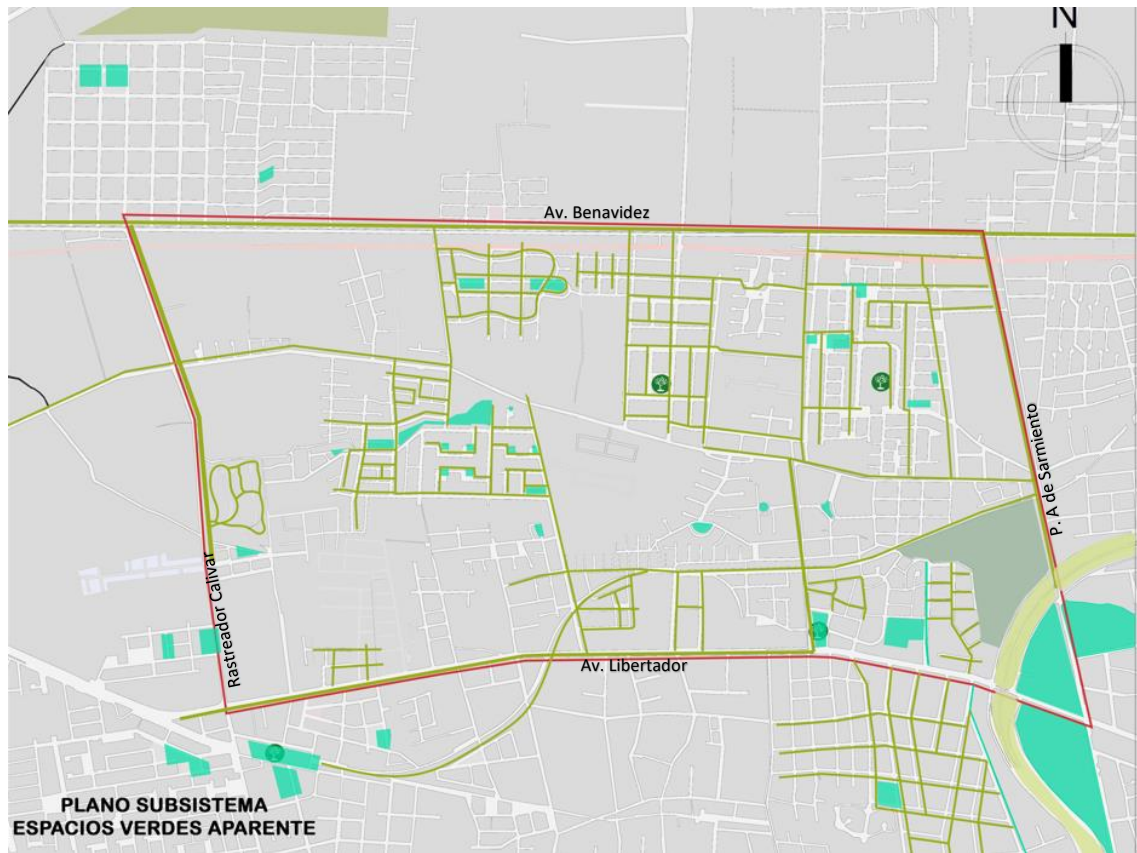 N
Av. Benavidez
P. A de Sarmiento
Rastreador Calivar
Av. Libertador
PLANO SUBSISTEMA
ESPACIOS VERDES APARENTE